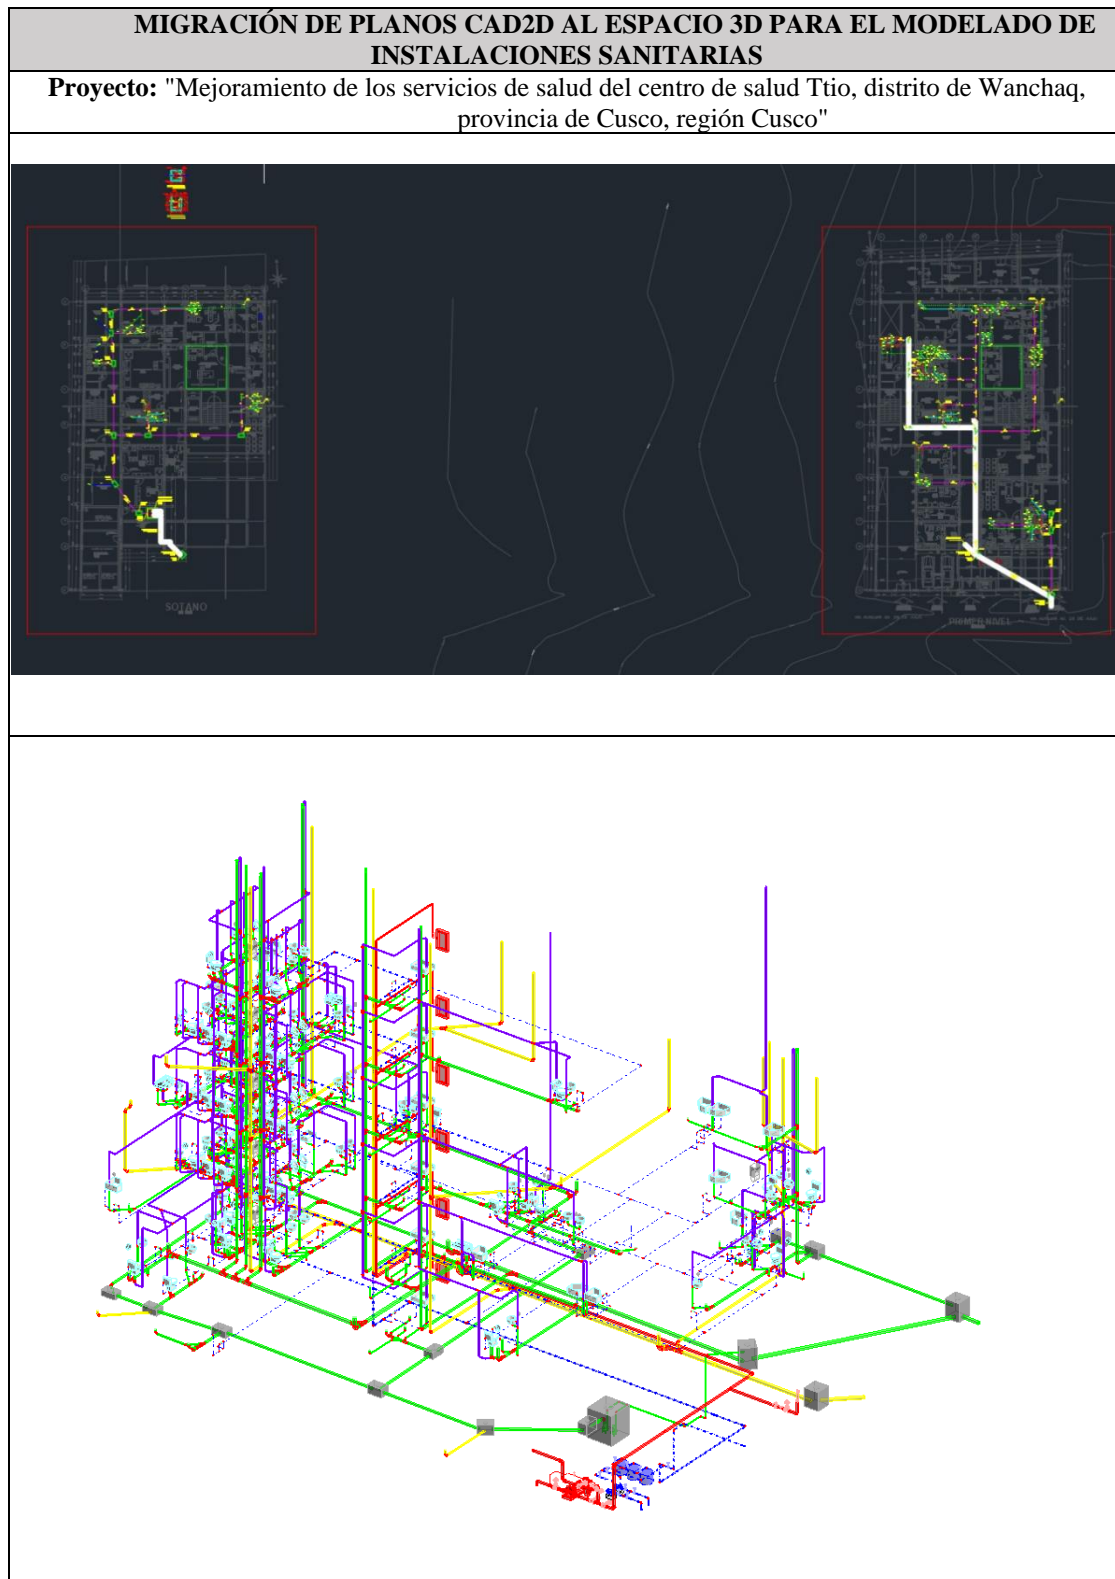 MIGRACIÓN DE PLANOS CAD2D AL ESPACIO 3D PARA EL MODELADO DE
INSTALACIONES SANITARIAS
Proyecto: "Mejoramiento de los servicios de salud del centro de salud Ttio, distrito de Wanchaq,
provincia de Cusco, región Cusco"
SOTANO
PRIMER NIVEL